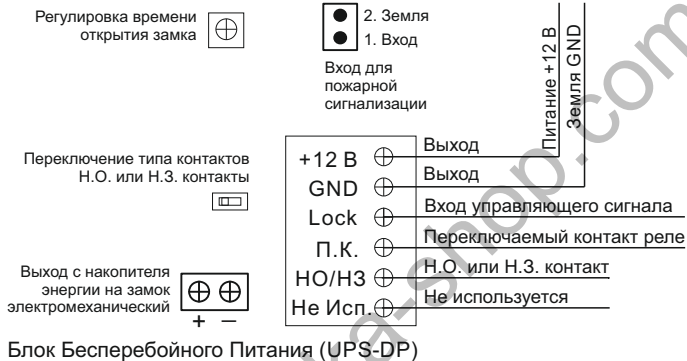 Регулировка времени
открытия замка
2. Земля
1. Вход
Вход для
пожарной
сигнализации
Питание +12 В
Земля GND
Переключение типа контактов
Н.О. или Н.З. контакты
+12 В
Выход
GND
Выход
Lock
Вход управляющего сигнала
П.К.
Переключаемый контакт реле
НО/НЗ
Н.О. или Н.З. контакт
Не Исп.
Не используется
Выход с накопителя
энергии на замок
электромеханический
+ –
Блок Бесперебойного Питания (UPS-DP)